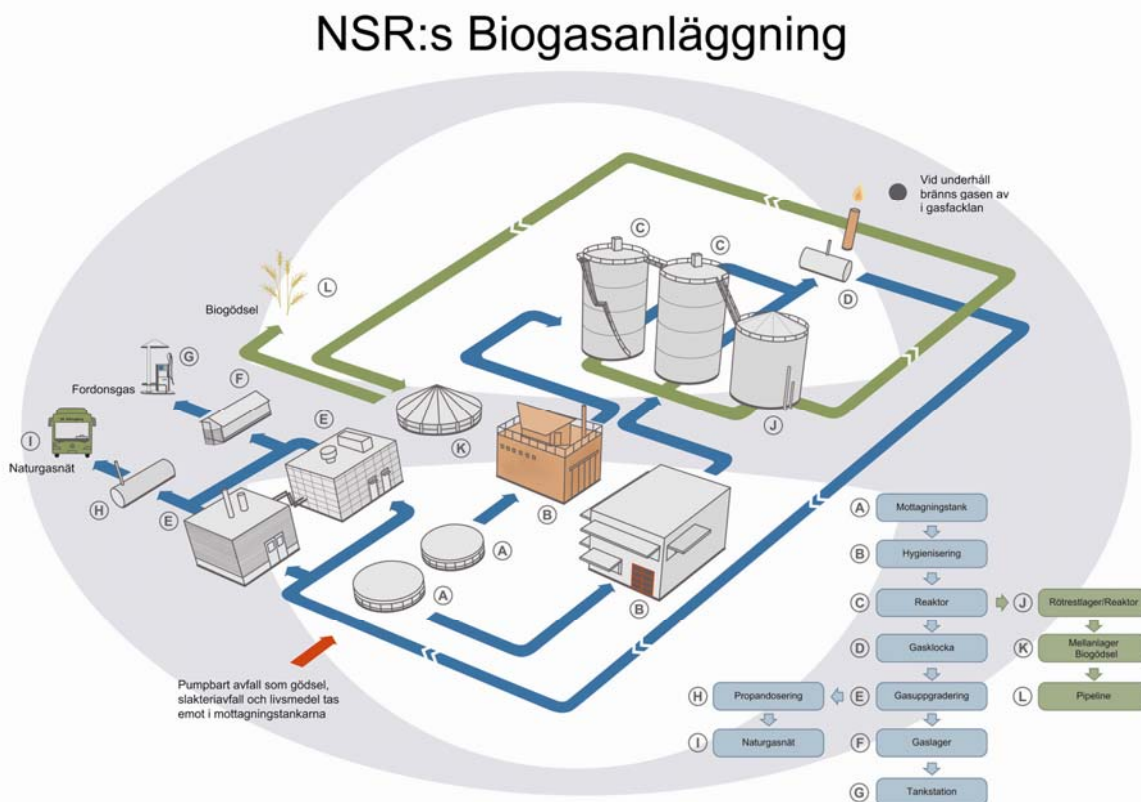 NSR:s Biogasanläggning
Vid underhåll
bränns gasen av
i gasfacklan
C
C
D
L
Biogödsel
G
Fordonsgas
F
E
I
Naturgasnät
H
E
K
J
B
A
A
B
Pumpbart avfall som gödsel,
slakteriavfall och livsmedel tas
emot i mottagningstankarna
A Mottagningstank
B Hygienisering
C Reaktor
J Rötrestlager/Reaktor
D Gasklocka
K Mellanlager
Biogödsel
H Propandosering
E Gasuppgradering
L Pipeline
I Naturgasnät
F Gaslager
G Tankstation